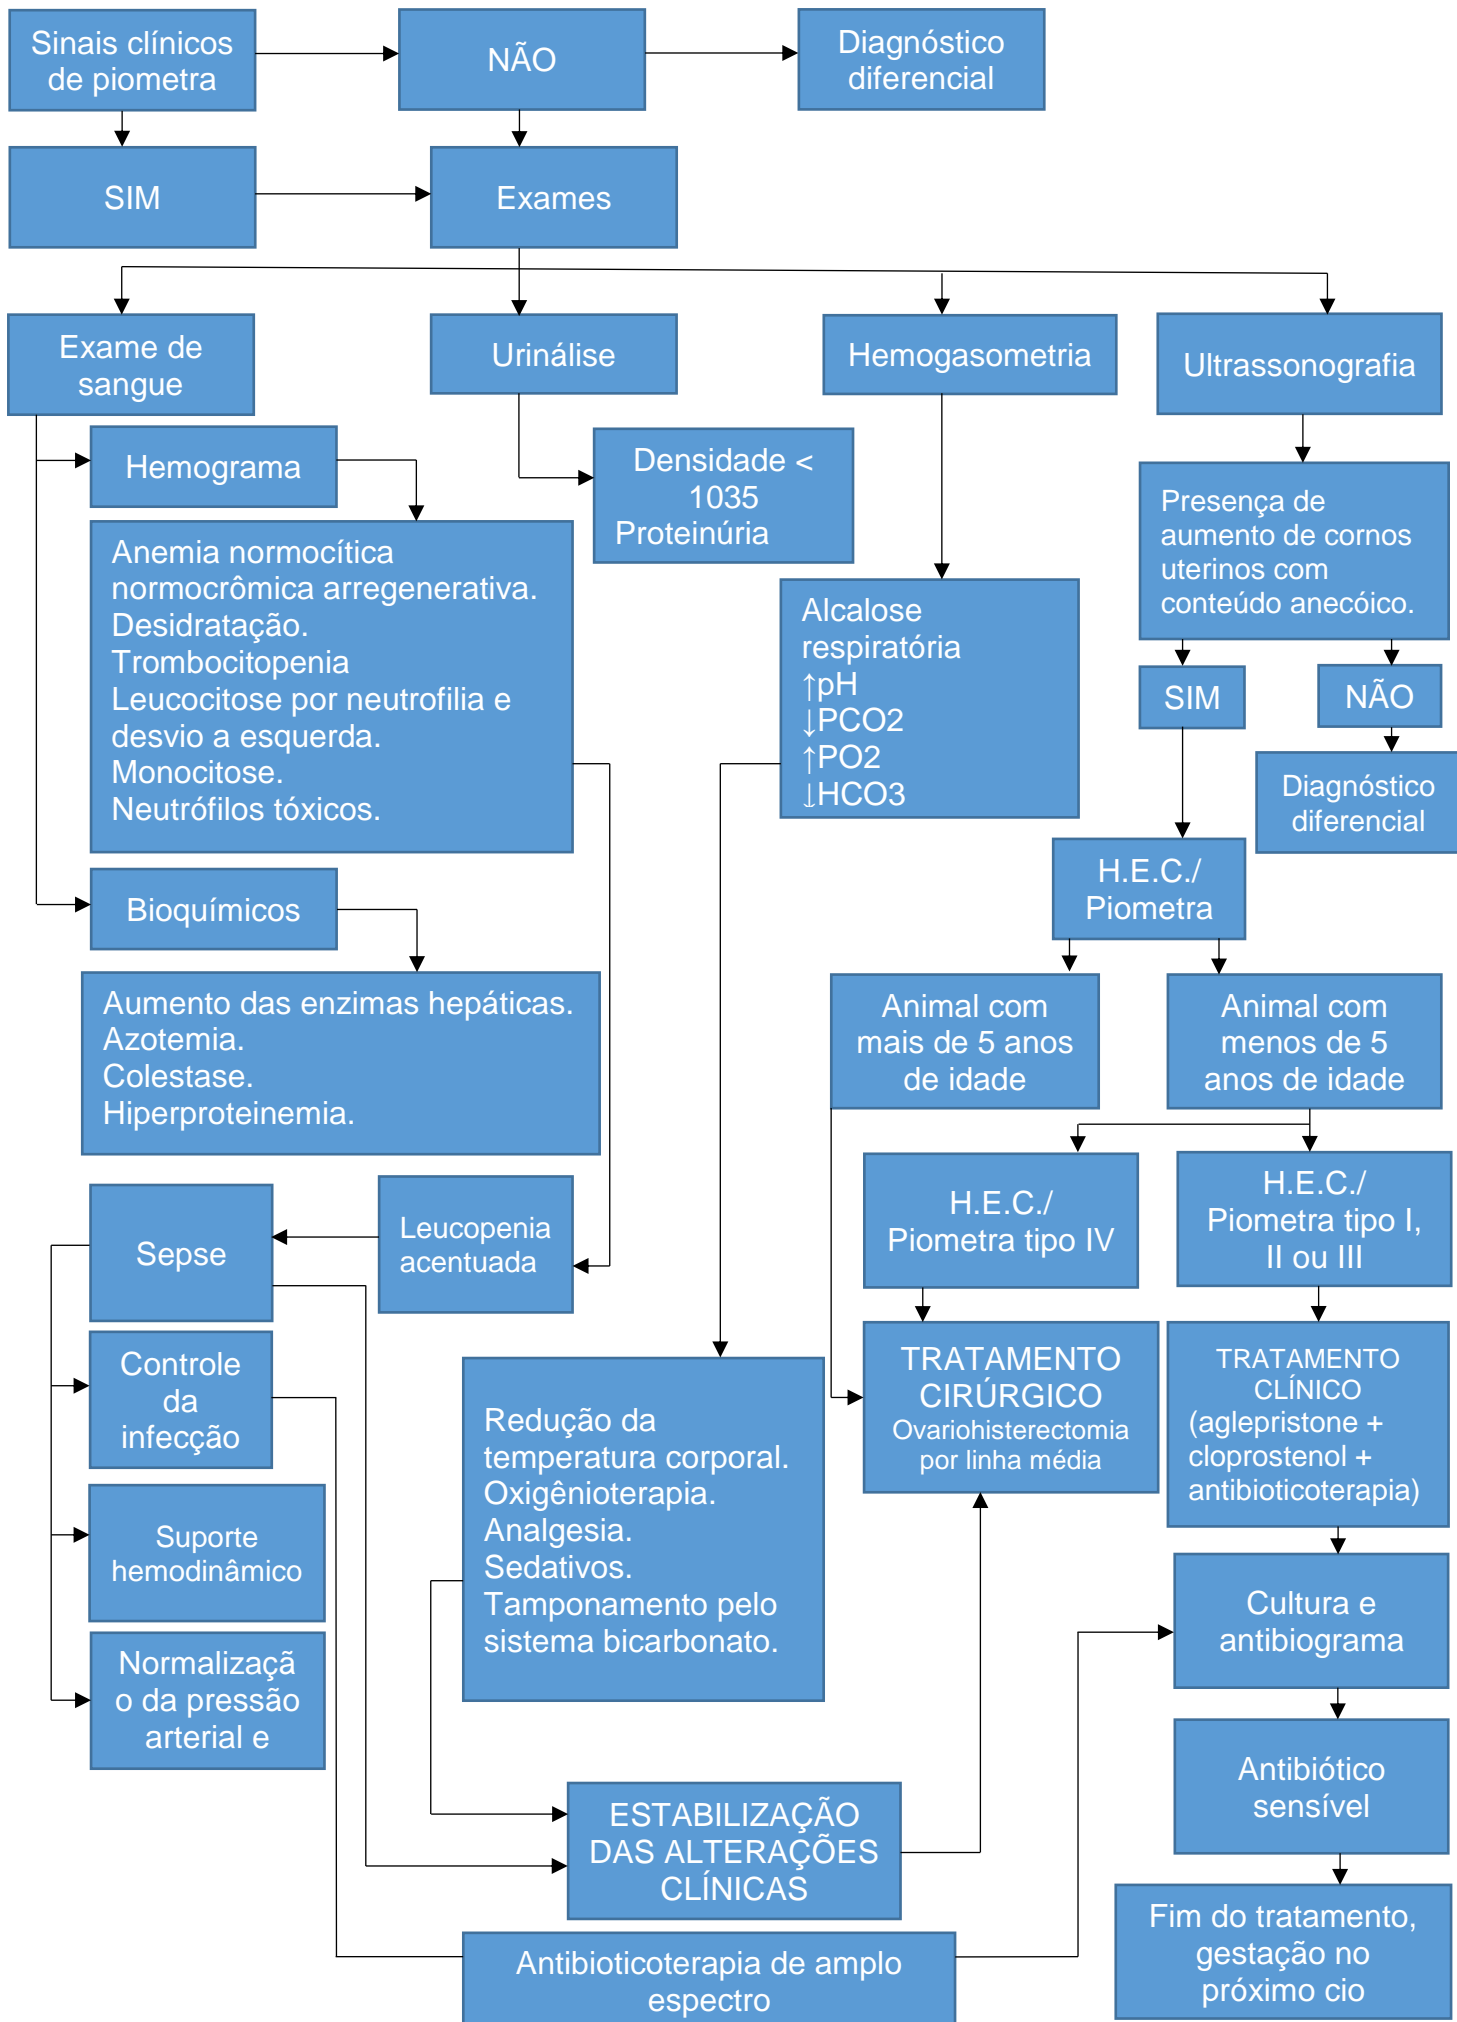 Sinais clínicos
de piometra
NÃO
Diagnóstico
diferencial
SIM
Exames
Exame de
sangue
Urinálise
Hemogasometria
Ultrassonografia
Hemograma
Densidade <
1035
Proteinúria
Presença de
aumento de cornos
uterinos com
conteúdo anecóico.
Anemia normocítica
normocrômica arregenerativa.
Desidratação.
Trombocitopenia
Leucocitose por neutrofilia e
desvio a esquerda.
Monocitose.
Neutrófilos tóxicos.
Alcalose
respiratória
↑pH
↓PCO2
↑PO2
↓HCO3
SIM
NÃO
Diagnóstico
diferencial
H.E.C./
Piometra
Bioquímicos
Aumento das enzimas hepáticas.
Azotemia.
Colestase.
Hiperproteinemia.
Animal com
mais de 5 anos
de idade
Animal com
menos de 5
anos de idade
H.E.C./
Piometra tipo IV
H.E.C./
Piometra tipo I,
II ou III
Sepse
Leucopenia
acentuada
Controle
da
infecção
Suporte
hemodinâmico
Normalizaçã
o da pressão
arterial e
Redução da
temperatura corporal.
Oxigênioterapia.
Analgesia.
Sedativos.
Tamponamento pelo
sistema bicarbonato.
TRATAMENTO
CIRÚRGICO
Ovariohisterectomia
por linha média
TRATAMENTO
CLÍNICO
(aglepristone +
cloprostenol +
antibioticoterapia)
Cultura e
antibiograma
Antibiótico
sensível
ESTABILIZAÇÃO
DAS ALTERAÇÕES
CLÍNICAS
Fim do tratamento,
gestação no
próximo cio
Antibioticoterapia de amplo
espectro